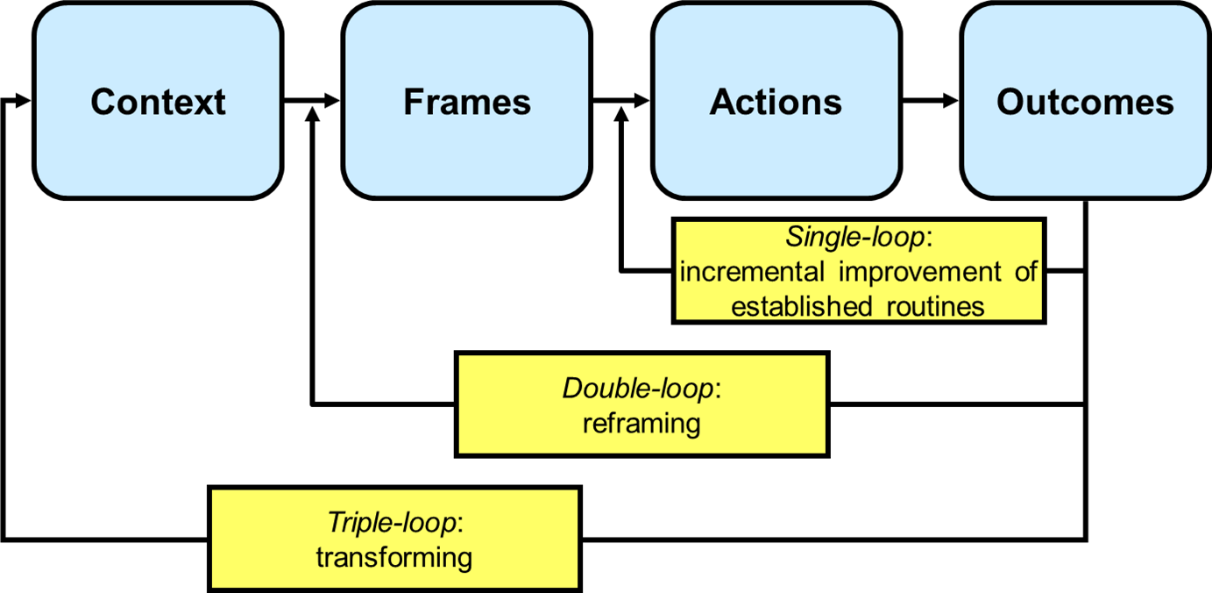 Context
Frames
Actions
Outcomes
Single-loop:
incremental improvement of
established routines
Double-loop:
reframing
Triple-loop:
transforming